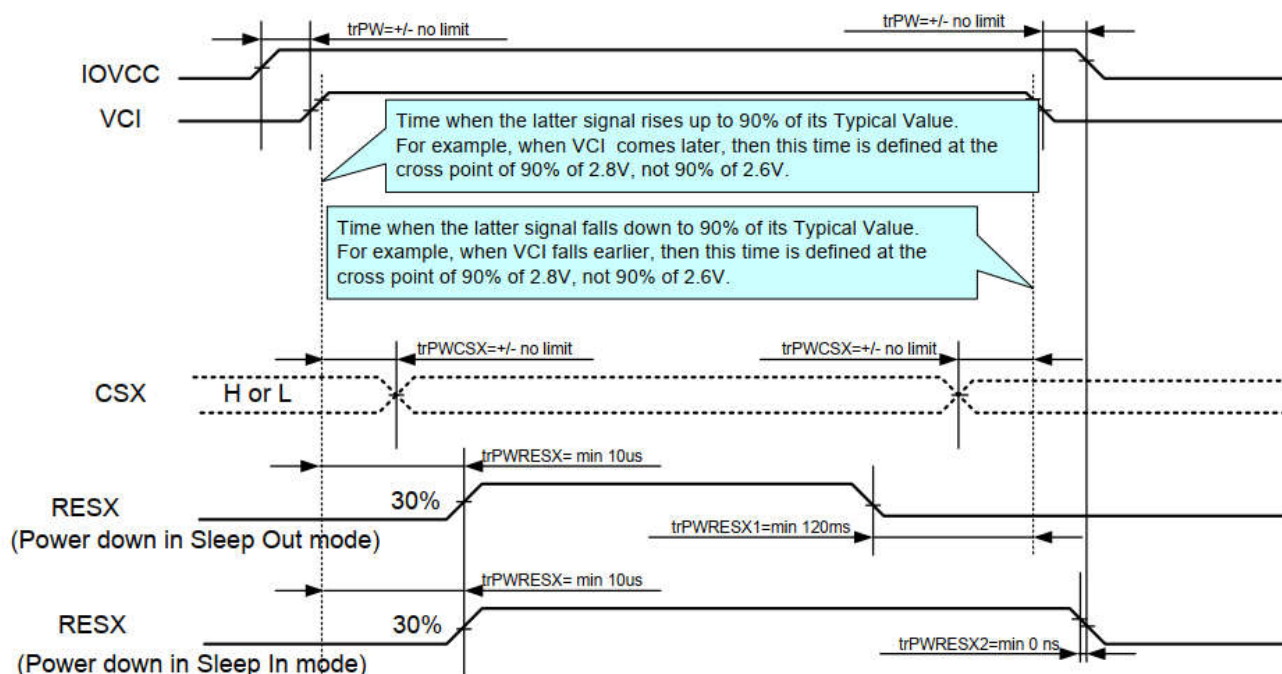 trPW=+/- no limit
trPW=+/- no limit
IOVCC
VCI
Time when the latter signal rises up to 90% of its Typical Value.
For example, when VCI comes later, then this time is defined at the
cross point of 90% of 2.8V, not 90% of 2.6V.
Time when the latter signal falls down to 90% of its Typical Value.
For example, when VCI falls earlier, then this time is defined at the
cross point of 90% of 2.8V, not 90% of 2.6V.
trPWCSX=+/- no limit
trPWCSX=+/- no limit
CSX
H or L
trPWRESX= min 10us
RESX
30%
(Power down in Sleep Out mode)
trPWRESX1=min 120ms
trPWRESX= min 10us
RESX
30%
trPWRESX2=min 0 ns
(Power down in Sleep In mode)